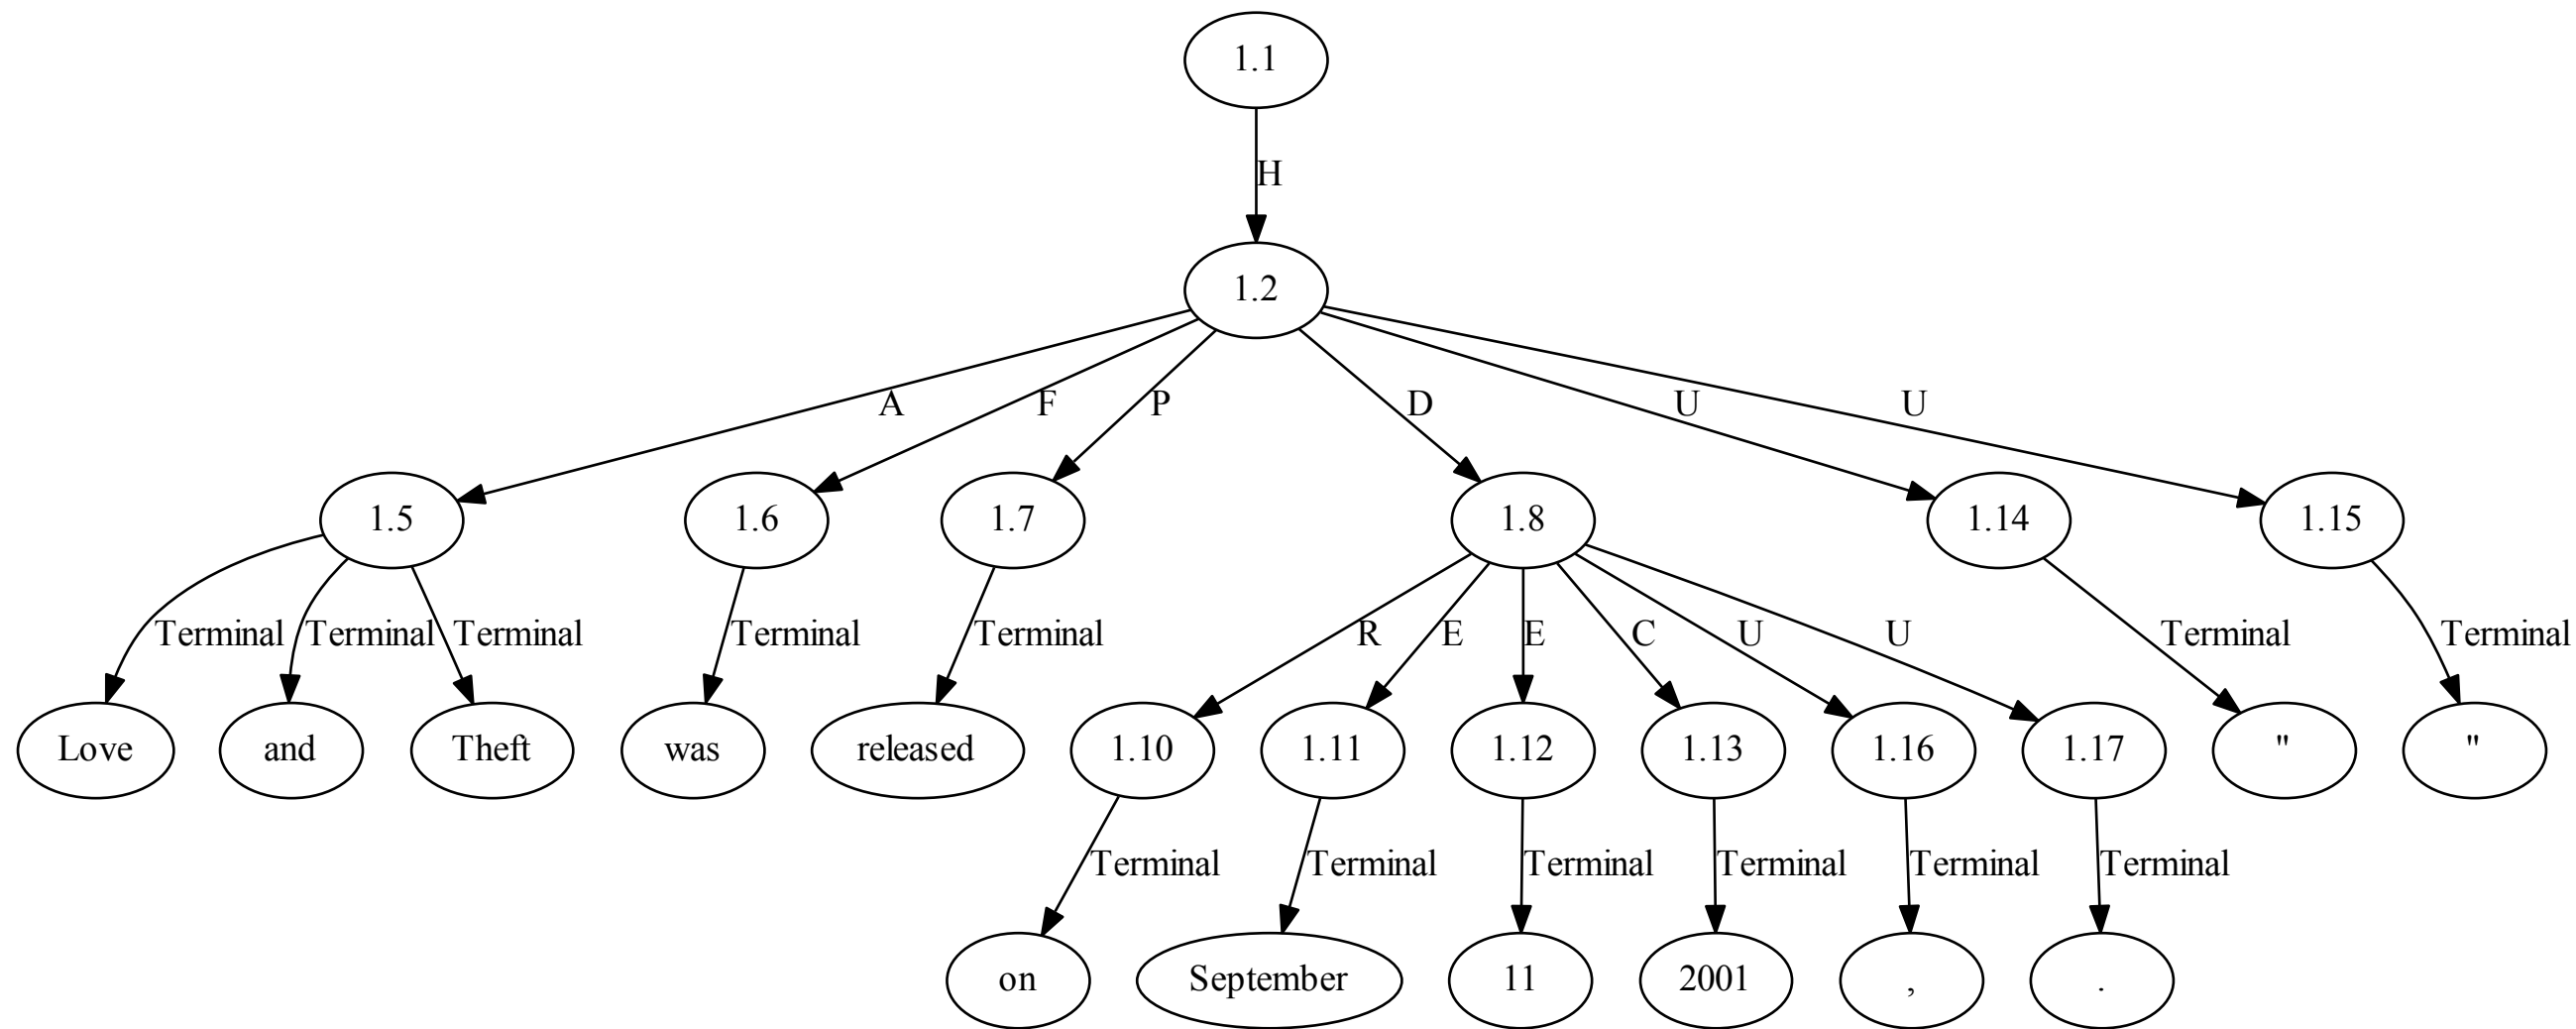 1.1
H
1.2
A F P D U U
1.5 1.6 1.7 1.8 1.14 1.15
Terminal Terminal Terminal Terminal Terminal R E E C U U Terminal Terminal
Love and Theft was released 1.10 1.11 1.12 1.13 1.16 1.17 " "
Terminal Terminal Terminal Terminal Terminal Terminal
on September 11 2001 , .